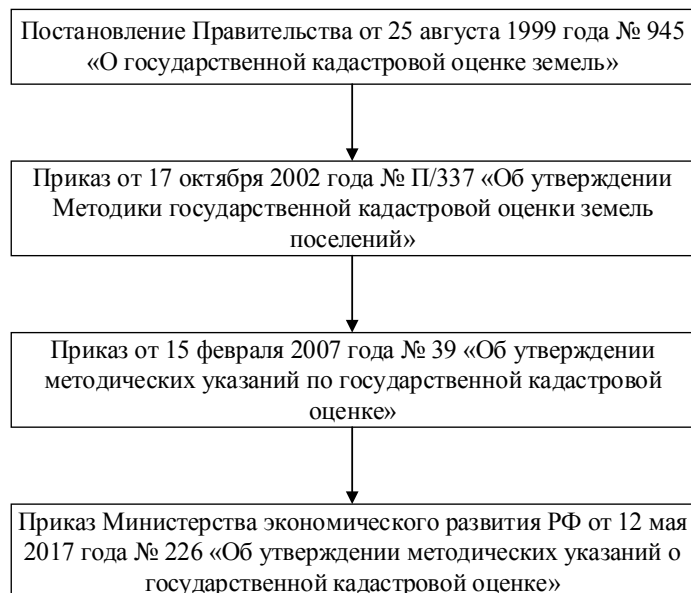 Постановление Правительства от 25 августа 1999 года № 945
«О государственной кадастровой оценке земель»
Приказ от 17 октября 2002 года № П/337 «Об утверждении
Методики государственной кадастровой оценки земель
поселений»
Приказ от 15 февраля 2007 года № 39 «Об утверждении
методических указаний по государственной кадастровой
оценке»
Приказ Министерства экономического развития РФ от 12 мая
2017 года № 226 «Об утверждении методических указаний о
государственной кадастровой оценке»